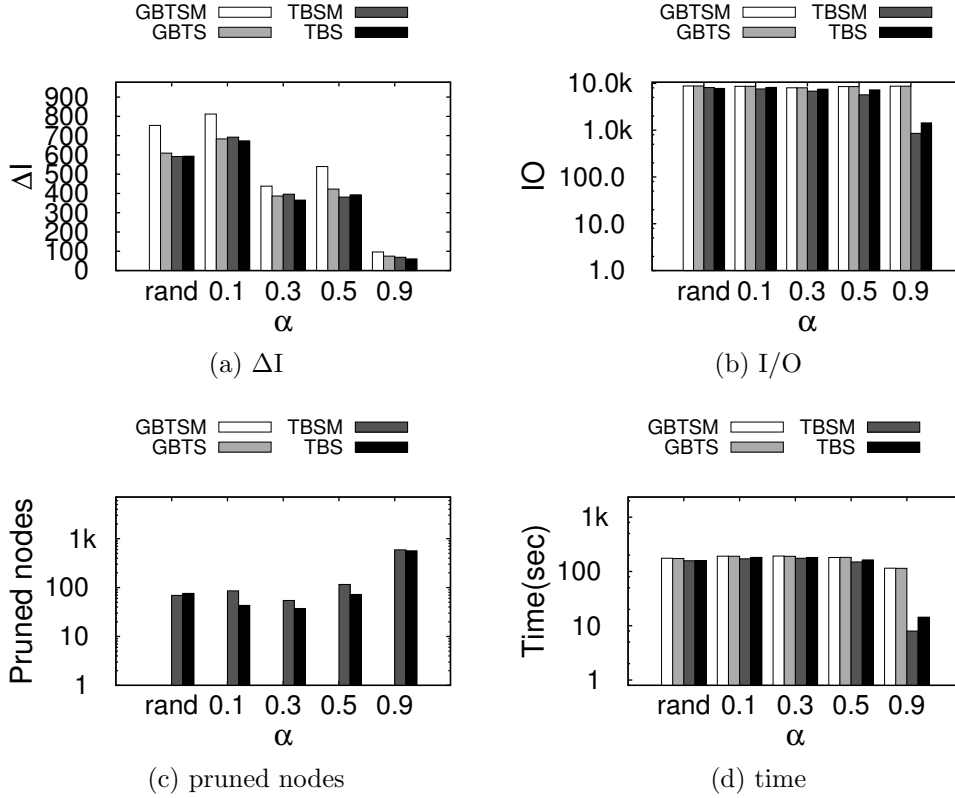 GBTSM TBSM
GBTS TBS
900
800
700
600
500
400
300
200
100
0
ΔI
rand 0.1 0.3 0.5 0.9
α
(a) ΔI
GBTSM TBSM
GBTS TBS
10.0k
1.0k
100.0
10.0
1.0
IO
rand 0.1 0.3 0.5 0.9
α
(b) I/O
GBTSM TBSM
GBTS TBS
1k
100
10
1
Pruned nodes
rand 0.1 0.3 0.5 0.9
α
(c) pruned nodes
GBTSM TBSM
GBTS TBS
1k
100
10
1
Time(sec)
rand 0.1 0.3 0.5 0.9
α
(d) time